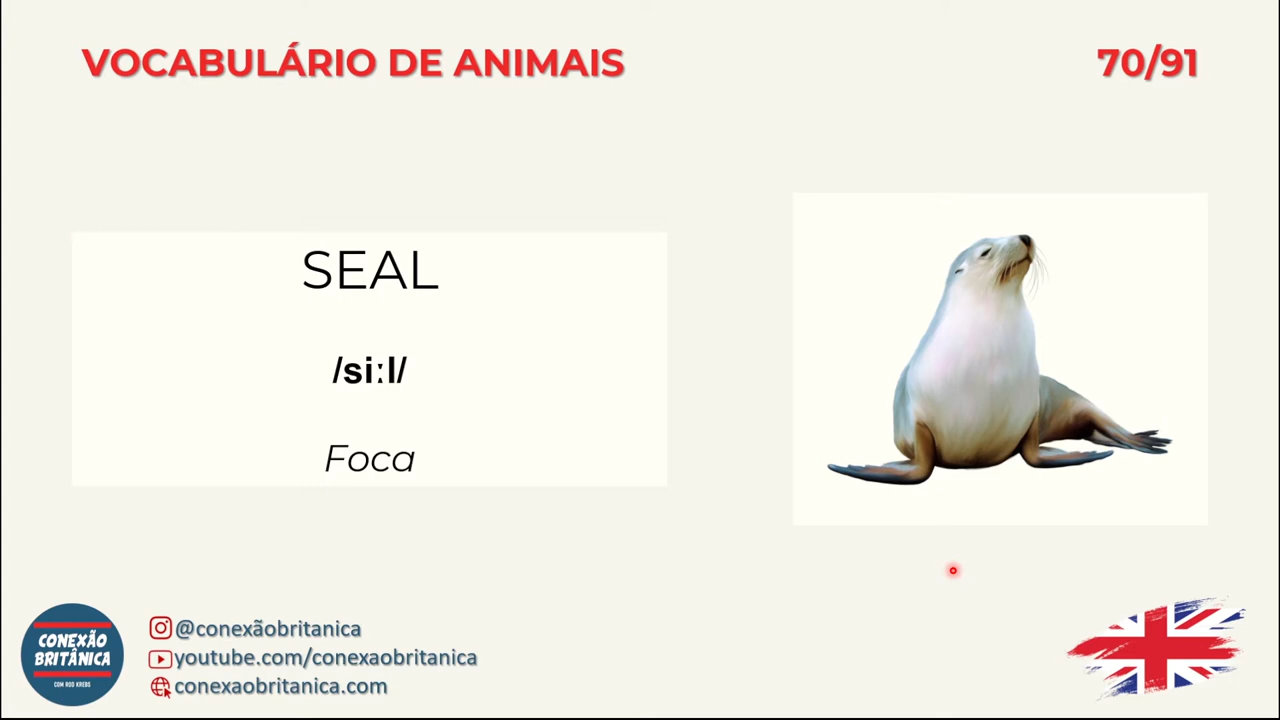 VOCABULÁRIO DE ANIMAIS
70/91
SEAL
/siːl/
Foca
CONEXÃO
BRITÂNICA
COM ROD KREBS
@conexãobritanica
youtube.com/conexaobritanica
conexaobritanica.com